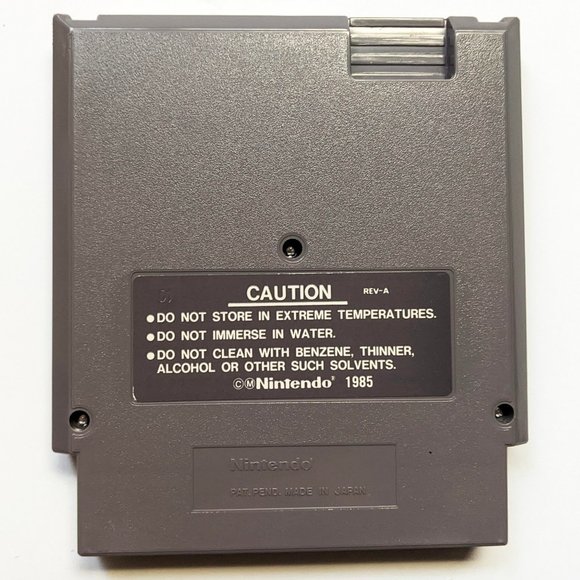 CAUTION REV-A
• DO NOT STORE IN EXTREME TEMPERATURES.
• DO NOT IMMERSE IN WATER.
• DO NOT CLEAN WITH BENZENE, THINNER,
ALCOHOL OR OTHER SUCH SOLVENTS.
©Ⓜ Nintendo® 1985
Nintendo®
PAT. PEND. MADE IN JAPAN